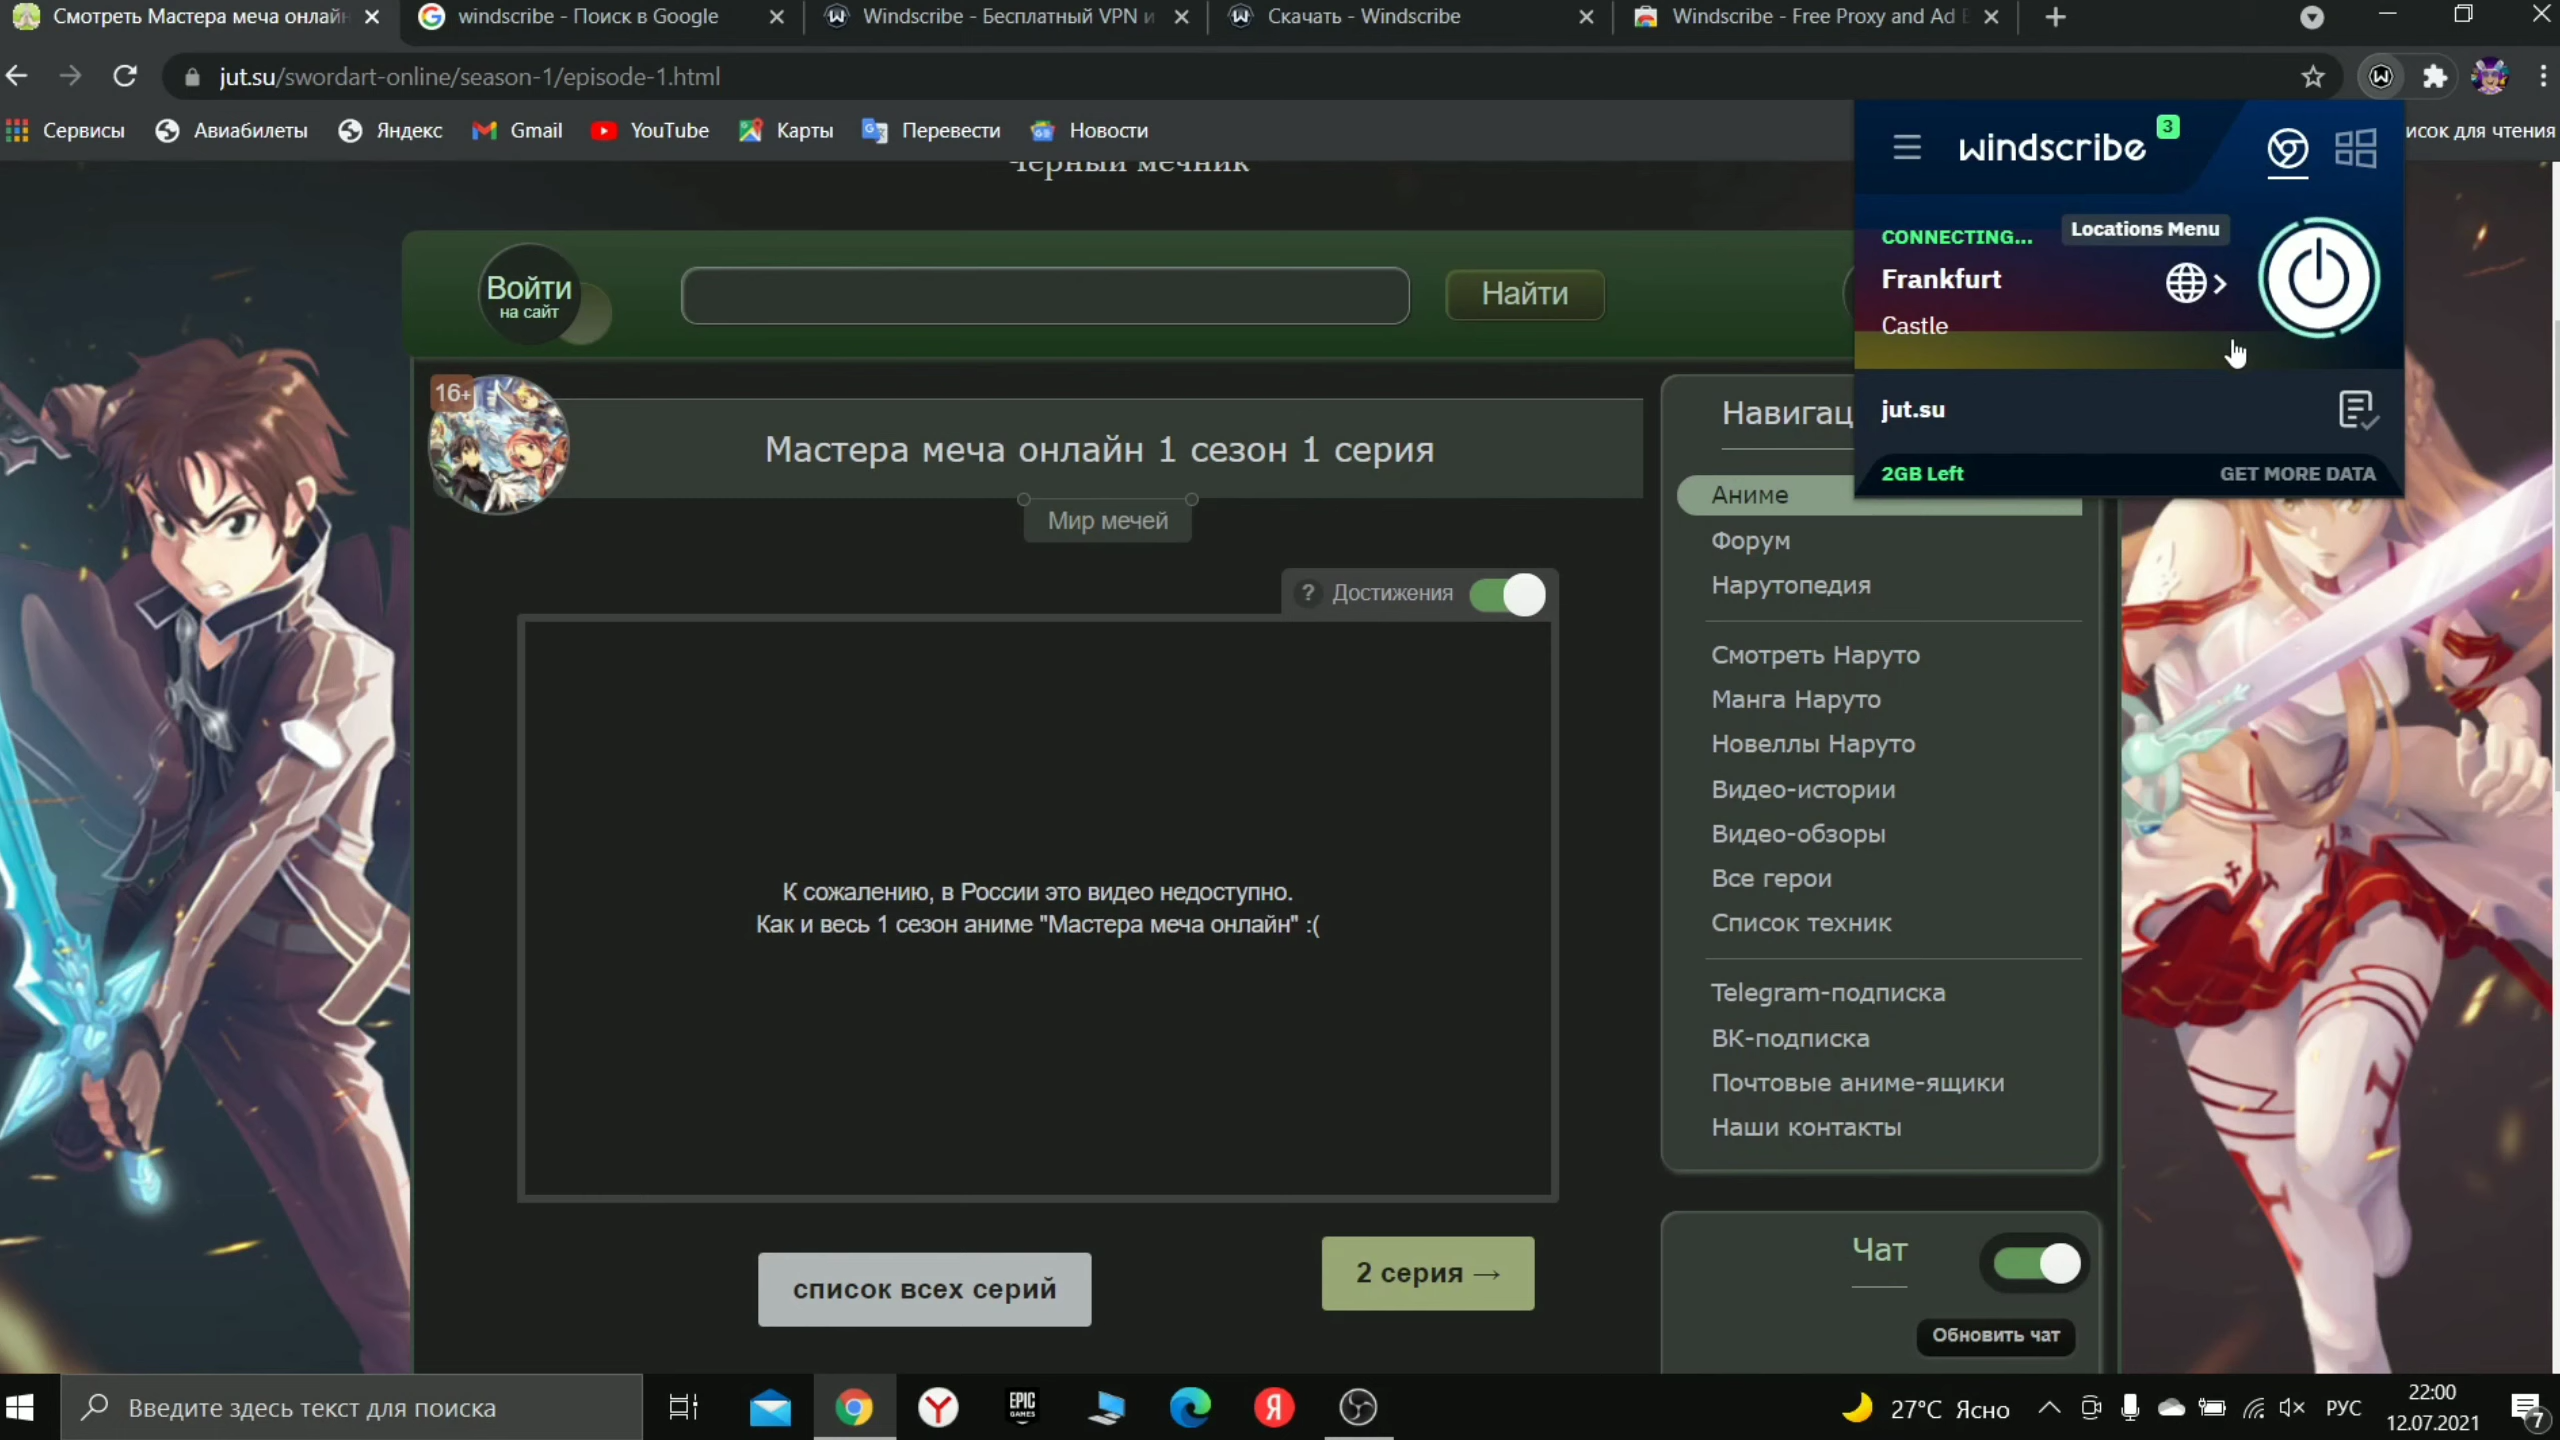 Смотреть Мастера меча онлайн
windscribe - Поиск в Google
Windscribe - Бесплатный VPN и
Скачать - Windscribe
Windscribe - Free Proxy and Ad
jut.su/swordart-online/season-1/episode-1.html
Сервисы
Авиабилеты
Яндекс
Gmail
YouTube
Карты
Перевести
Новости
исок для чтения
Черный мечник
windscribe
3
CONNECTING...
Locations Menu
Frankfurt
Castle
jut.su
2GB Left
GET MORE DATA
Войти
на сайт
Найти
16+
Мастера меча онлайн 1 сезон 1 серия
Мир мечей
? Достижения
К сожалению, в России это видео недоступно.
Как и весь 1 сезон аниме "Мастера меча онлайн" :(
список всех серий
2 серия →
Навигац
Аниме
Форум
Нарутопедия
Смотреть Наруто
Манга Наруто
Новеллы Наруто
Видео-истории
Видео-обзоры
Все герои
Список техник
Telegram-подписка
ВК-подписка
Почтовые аниме-ящики
Наши контакты
Чат
Обновить чат
Введите здесь текст для поиска
EPIC
GAMES
27°C Ясно
РУС
22:00
12.07.2021
7